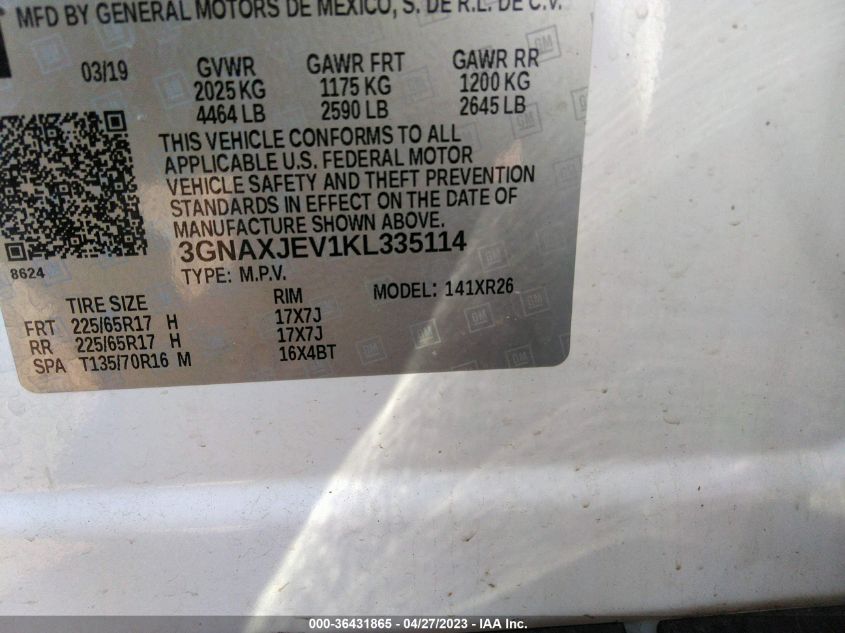 MFD BY GENERAL MOTORS DE MEXICO, S. DE R.L. DE C.V.
03/19 GVWR GAWR FRT GAWR RR
2025 KG 1175 KG 1200 KG
4464 LB 2590 LB 2645 LB
THIS VEHICLE CONFORMS TO ALL
APPLICABLE U.S. FEDERAL MOTOR
VEHICLE SAFETY AND THEFT PREVENTION
STANDARDS IN EFFECT ON THE DATE OF
MANUFACTURE SHOWN ABOVE.
3GNAXJEV1KL335114
8624
TYPE: M.P.V.
TIRE SIZE RIM MODEL: 141XR26
FRT 225/65R17 H 17X7J
RR 225/65R17 H 17X7J
SPA T135/70R16 M 16X4BT
GM
000-36431865 - 04/27/2023 - IAA Inc.